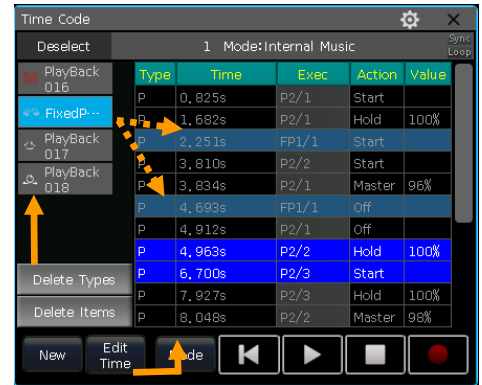 Time Code
Deselect 1 Mode:Internal Music Sync Loop
PlayBack 016
FixedP···
PlayBack 017
PlayBack 018
Delete Types
Delete Items
Type Time Exec Action Value
P 0.825s P2/1 Start
P 1.682s P2/1 Hold 100%
P 2.251s FP1/1 Start
P 3.810s P2/2 Start
P 3.834s P2/1 Master 96%
P 4.693s FP1/1 Off
P 4.912s P2/1 Off
P 4.963s P2/2 Hold 100%
P 6.700s P2/3 Start
P 7.927s P2/3 Hold 100%
P 8.048s P2/2 Master 98%
New Edit Time